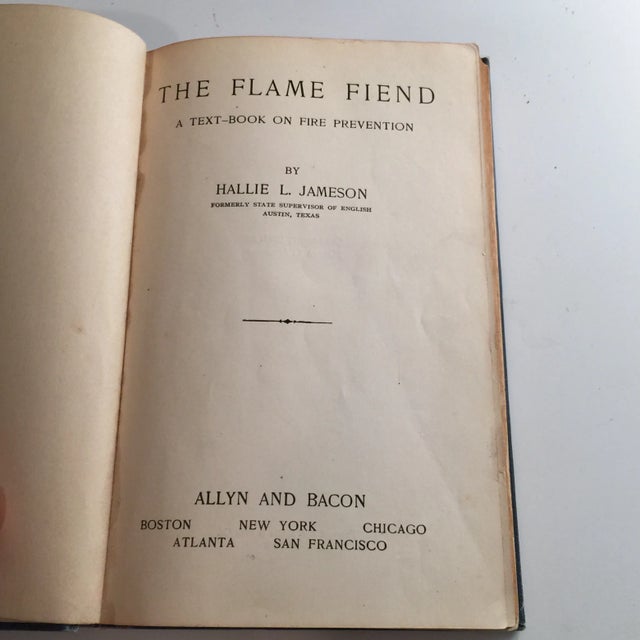 THE FLAME FIEND
A TEXT-BOOK ON FIRE PREVENTION
BY
HALLIE L. JAMESON
FORMERLY STATE SUPERVISOR OF ENGLISH
AUSTIN, TEXAS
ALLYN AND BACON
BOSTON NEW YORK CHICAGO
ATLANTA SAN FRANCISCO